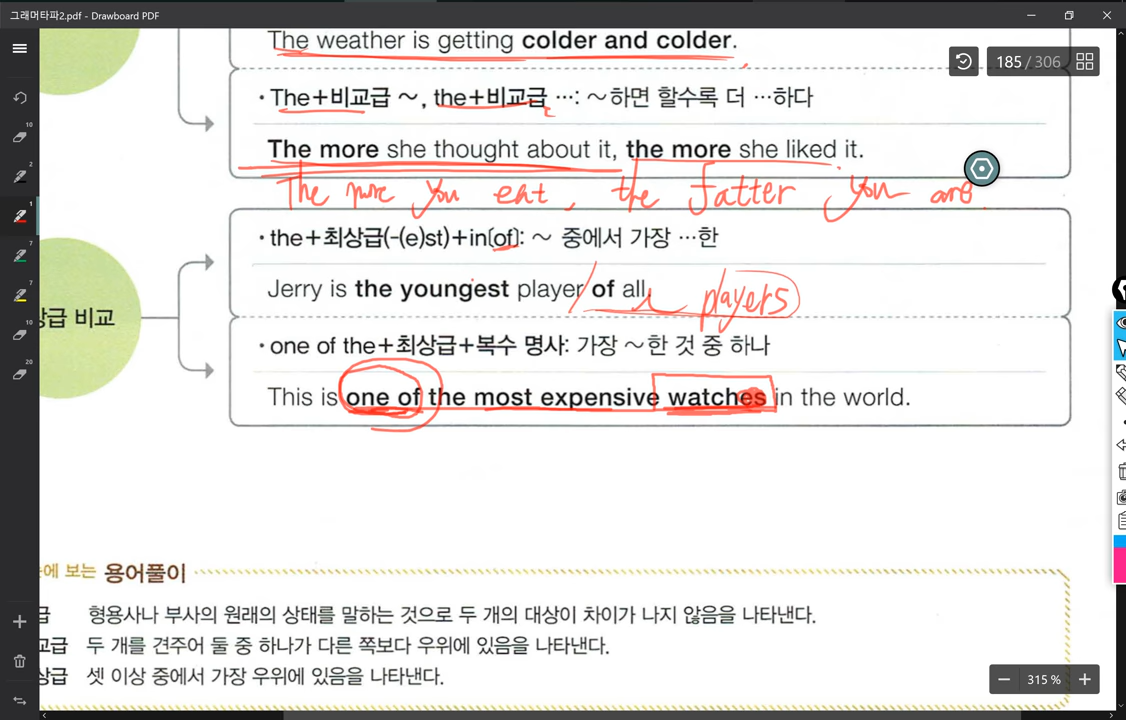 그래머타파2.pdf - Drawboard PDF
The weather is getting colder and colder.
185 / 306
• The+비교급 ~, the+비교급 …: ~하면 할수록 더 …하다
The more she thought about it, the more she liked it.
The more you eat, the fatter you are.
• the+최상급(-(e)st)+in(of): ~ 중에서 가장 …한
Jerry is the youngest player of all.
players
급 비교
• one of the+최상급+복수 명사: 가장 ~한 것 중 하나
This is one of the most expensive watches in the world.
에 보는 용어풀이
급 형용사나 부사의 원래의 상태를 말하는 것으로 두 개의 대상이 차이가 나지 않음을 나타낸다.
교급 두 개를 견주어 둘 중 하나가 다른 쪽보다 우위에 있음을 나타낸다.
상급 셋 이상 중에서 가장 우위에 있음을 나타낸다.
315 %
10
2
1
7
7
10
20